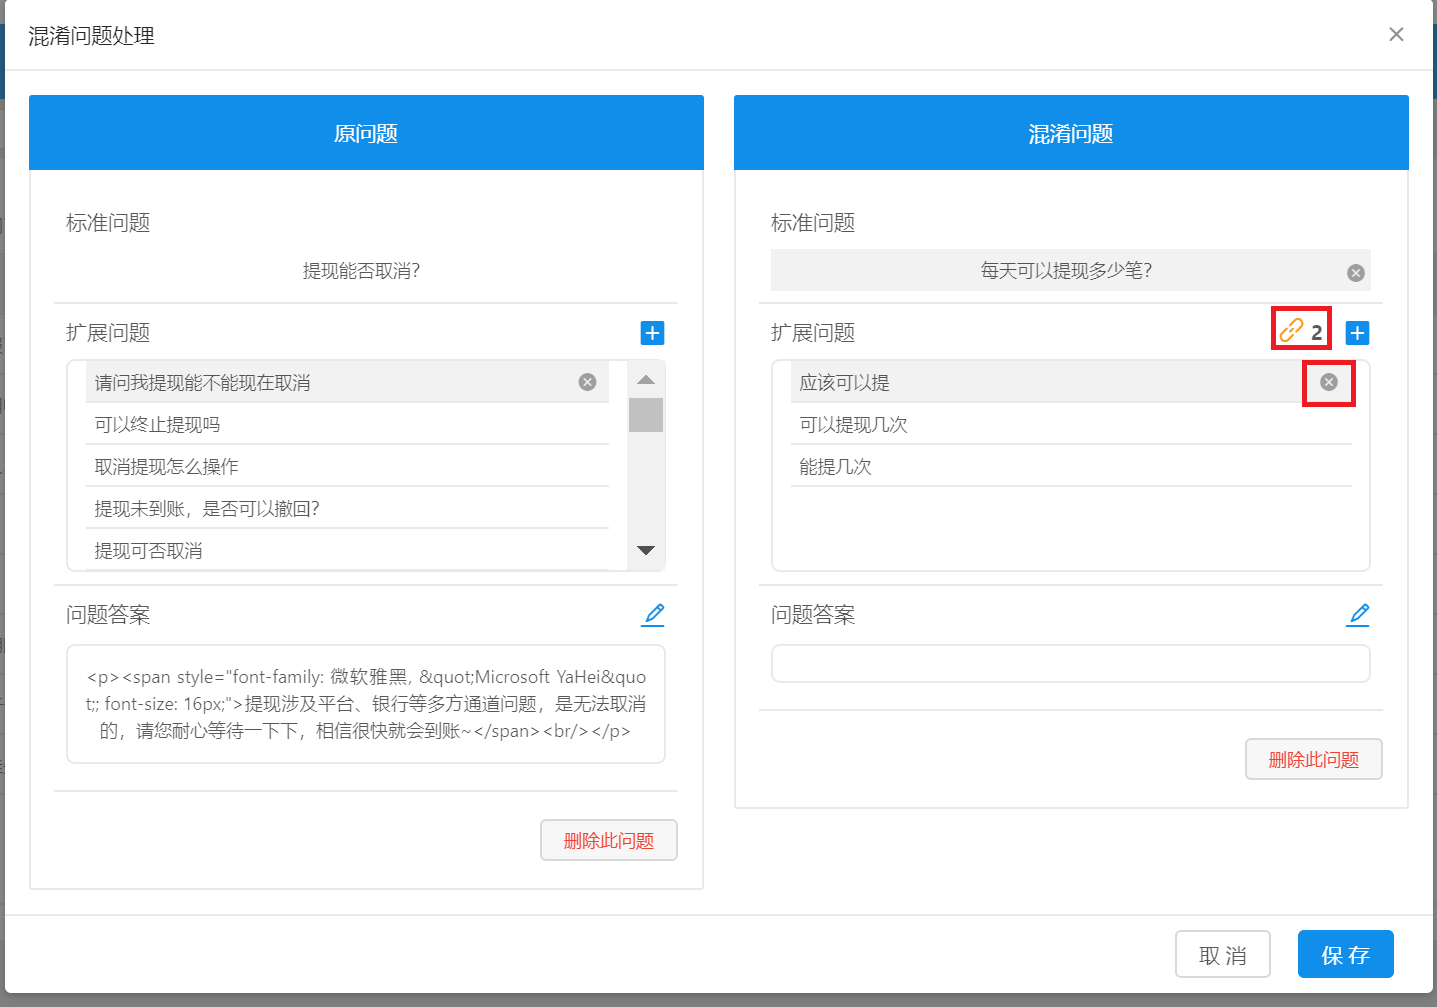 混淆问题处理
原问题
标准问题
提现能否取消?
扩展问题
请问我提现能不能现在取消
可以终止提现吗
取消提现怎么操作
提现未到账，是否可以撤回?
提现可否取消
问题答案
<p><span style="font-family: 微软雅黑, &quot;Microsoft YaHei&quo
t;; font-size: 16px;">提现涉及平台、银行等多方通道问题，是无法取消
的，请您耐心等待一下下，相信很快就会到账~</span><br/></p>
删除此问题
混淆问题
标准问题
每天可以提现多少笔?
扩展问题
2
应该可以提
可以提现几次
能提几次
问题答案
删除此问题
取 消
保 存